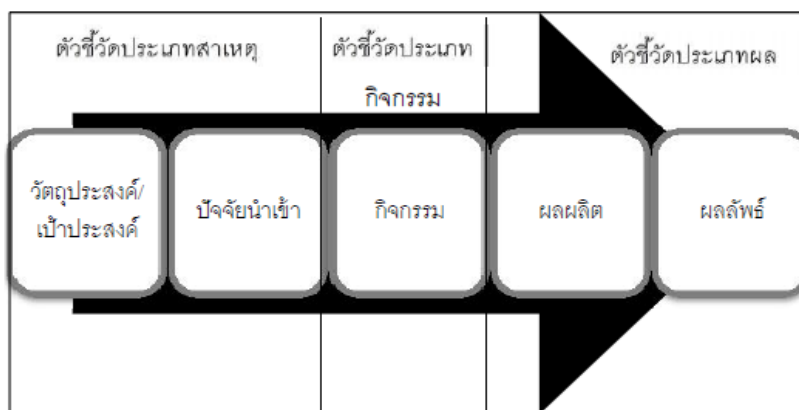 ตัวชี้วัดประเภทสาเหตุ
ตัวชี้วัดประเภท
กิจกรรม
ตัวชี้วัดประเภทผล
วัตถุประสงค์/
เป้าประสงค์
ปัจจัยนำเข้า
กิจกรรม
ผลผลิต
ผลลัพธ์